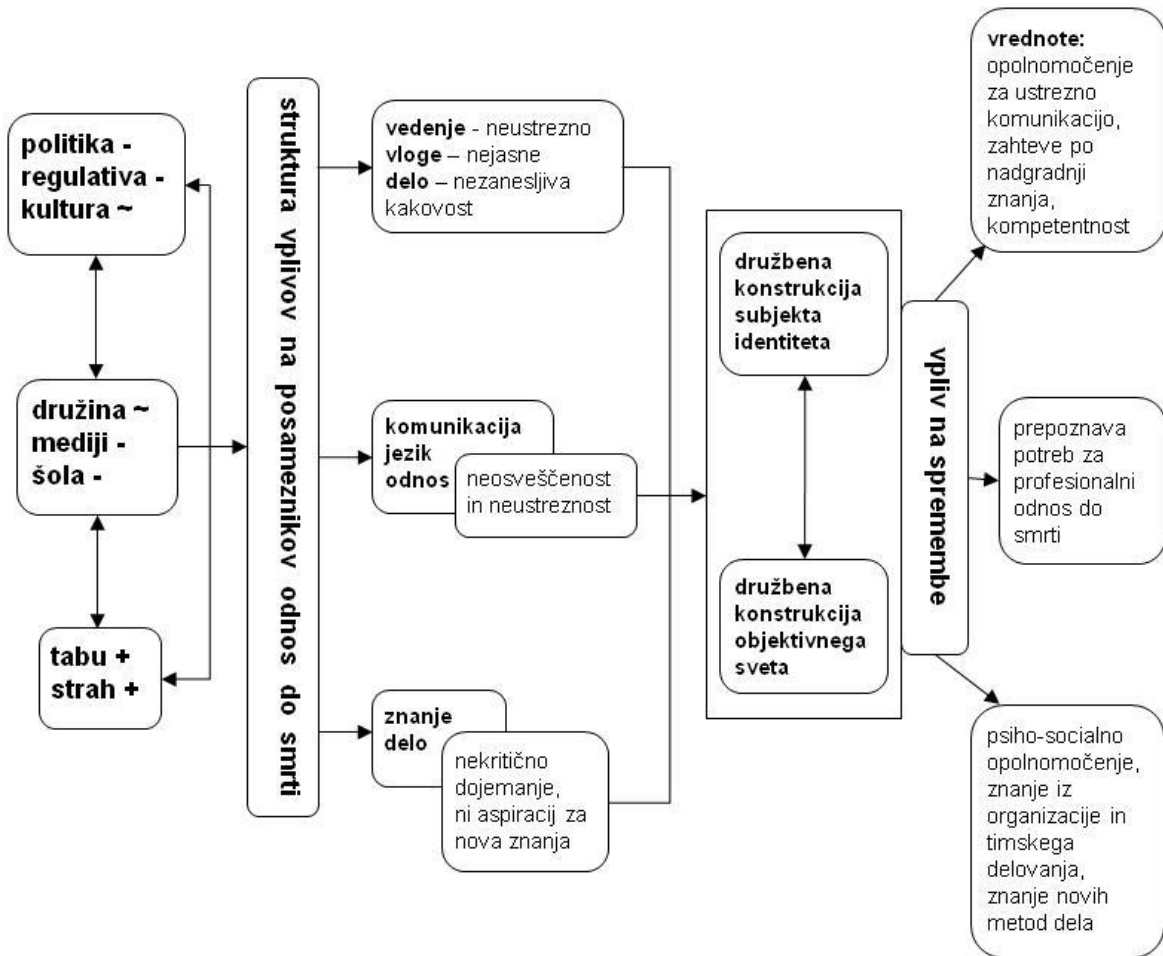 politika -
regulativa -
kultura ~
družina ~
mediji -
šola -
tabu +
strah +
struktura vplivov na posameznikov odnos do smrti
vedenje - neustrezno
vloge – nejasne
delo – nezanesljiva
kakovost
komunikacija
jezik
odnos
neosveščenost
in neustreznost
znanje
delo
nekritično
dojemanje,
ni aspiracij za
nova znanja
družbena
konstrukcija
subjekta
identiteta
družbena
konstrukcija
objektivnega
sveta
vpliv na spremembe
vrednote:
opolnomočenje
za ustrezno
komunikacijo,
zahteve po
nadgradnji
znanja,
kompetentnost
prepoznava
potreb za
profesionalni
odnos do
smrti
psiho-socialno
opolnomočenje,
znanje iz
organizacije in
timskega
delovanja,
znanje novih
metod dela